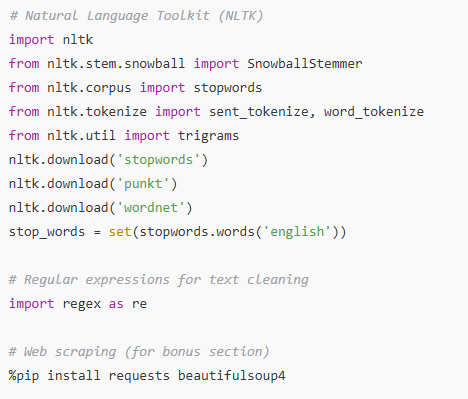 # Natural Language Toolkit (NLTK)
import nltk
from nltk.stem.snowball import SnowballStemmer
from nltk.corpus import stopwords
from nltk.tokenize import sent_tokenize, word_tokenize
from nltk.util import trigrams
nltk.download('stopwords')
nltk.download('punkt')
nltk.download('wordnet')
stop_words = set(stopwords.words('english'))

# Regular expressions for text cleaning
import regex as re

# Web scraping (for bonus section)
%pip install requests beautifulsoup4